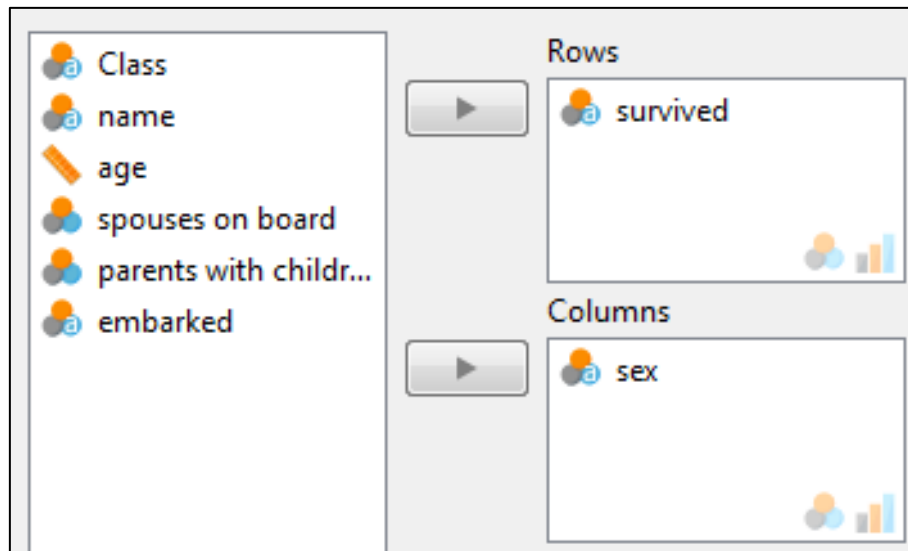 Class
name
age
spouses on board
parents with childr...
embarked
Rows
survived
Columns
sex